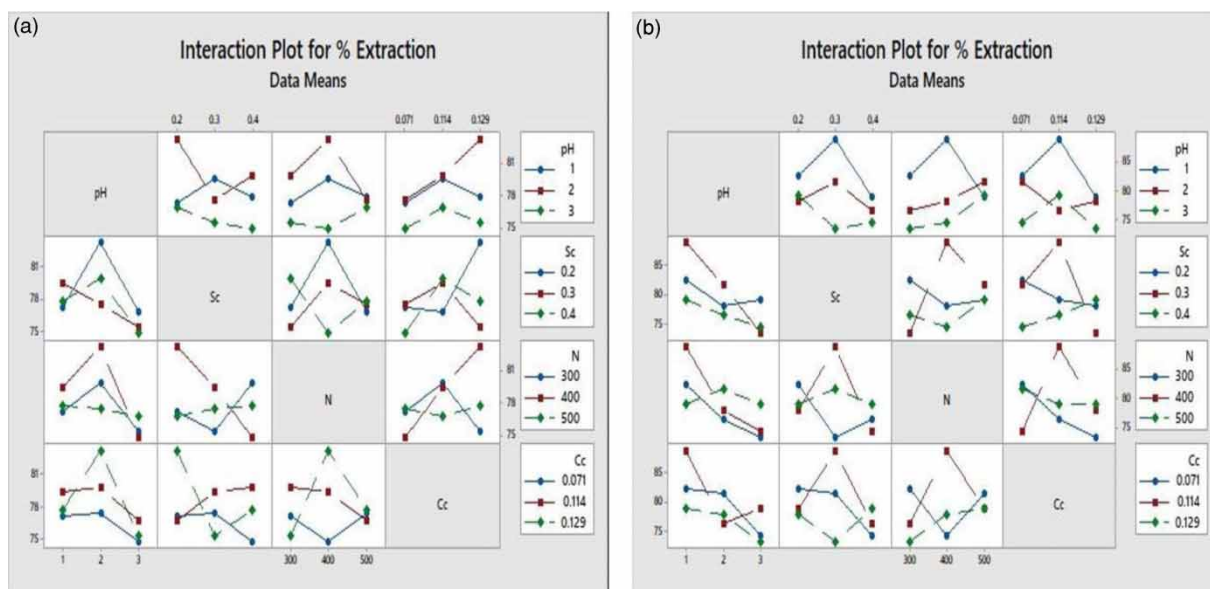 (a)
Interaction Plot for % Extraction
Data Means
0.2 0.3 0.4 0.071 0.114 0.129
pH
81
78
75
pH
1
2
3
81
78
75
Sc
Sc
0.2
0.3
0.4
N
81
78
75
N
300
400
500
81
78
75
Cc
Cc
0.071
0.114
0.129
1 2 3 300 400 500
(b)
Interaction Plot for % Extraction
Data Means
0.2 0.3 0.4 0.071 0.114 0.129
pH
85
80
75
pH
1
2
3
85
80
75
Sc
Sc
0.2
0.3
0.4
N
85
80
75
N
300
400
500
85
80
75
Cc
Cc
0.071
0.114
0.129
1 2 3 300 400 500